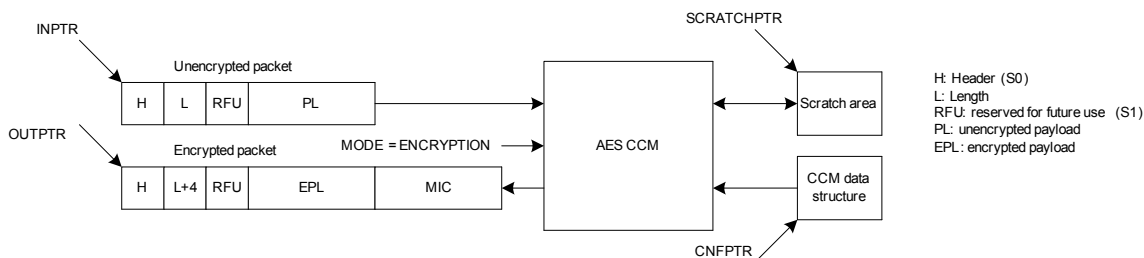 SCRATCHPTR
INPTR
Unencrypted packet
H L RFU PL
OUTPTR
Encrypted packet
H L+4 RFU EPL MIC
MODE = ENCRYPTION
AES CCM
Scratch area
CCM data
structure
CNFPTR
H: Header (S0)
L: Length
RFU: reserved for future use (S1)
PL: unencrypted payload
EPL: encrypted payload